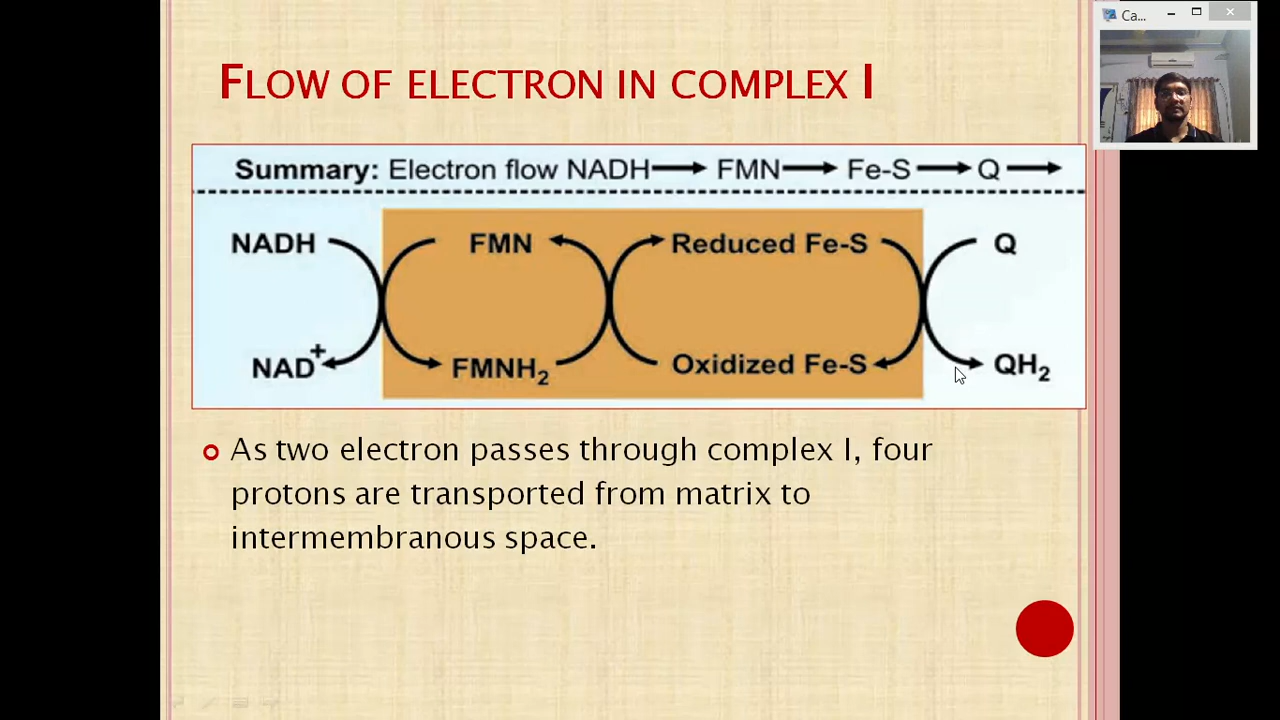 Ca...
FLOW OF ELECTRON IN COMPLEX I
Summary: Electron flow NADH→FMN→Fe-S→Q→
NADH FMN Reduced Fe-S Q
NAD+ FMNH2 Oxidized Fe-S QH2
As two electron passes through complex I, four
protons are transported from matrix to
intermembranous space.